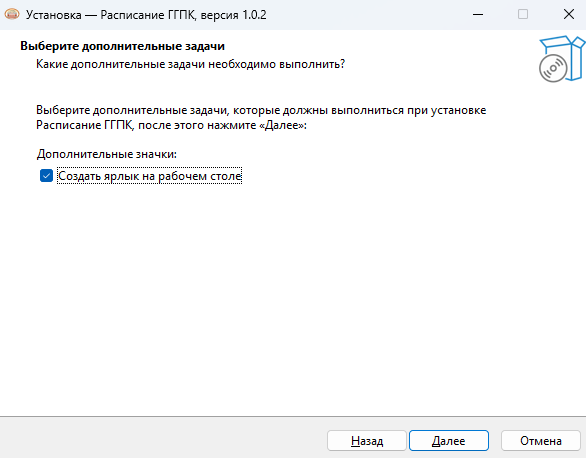 Установка — Расписание ГГПК, версия 1.0.2
Выберите дополнительные задачи
Какие дополнительные задачи необходимо выполнить?
Выберите дополнительные задачи, которые должны выполниться при установке
Расписание ГГПК, после этого нажмите «Далее»:
Дополнительные значки:
Создать ярлык на рабочем столе
Назад
Далее
Отмена